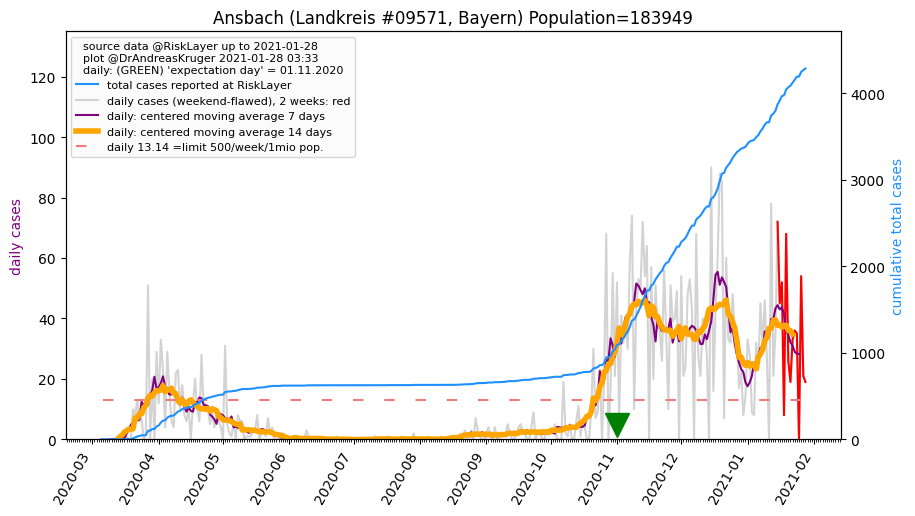 Ansbach (Landkreis #09571, Bayern) Population=183949
source data @RiskLayer up to 2021-01-28
plot @DrAndreasKruger 2021-01-28 03:33
daily: (GREEN) 'expectation day' = 01.11.2020
total cases reported at RiskLayer
daily cases (weekend-flawed), 2 weeks: red
daily: centered moving average 7 days
daily: centered moving average 14 days
daily 13.14 =limit 500/week/1mio pop.
daily cases
120
100
80
60
40
20
0
cumulative total cases
4000
3000
2000
1000
0
2020-03
2020-04
2020-05
2020-06
2020-07
2020-08
2020-09
2020-10
2020-11
2020-12
2021-01
2021-02